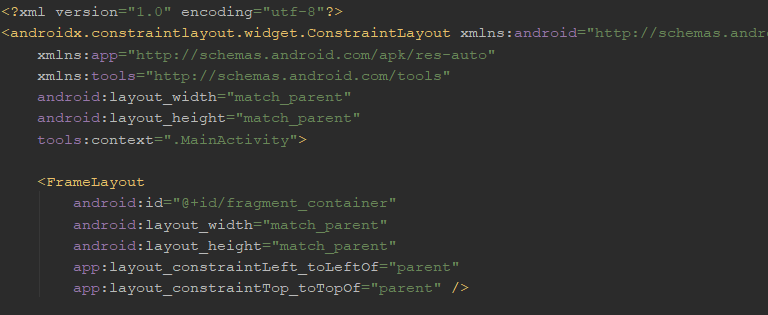 <?xml version="1.0" encoding="utf-8"?>
<androidx.constraintlayout.widget.ConstraintLayout xmlns:android="http://schemas.andr
xmlns:app="http://schemas.android.com/apk/res-auto"
xmlns:tools="http://schemas.android.com/tools"
android:layout_width="match_parent"
android:layout_height="match_parent"
tools:context=".MainActivity">
<FrameLayout
android:id="@+id/fragment_container"
android:layout_width="match_parent"
android:layout_height="match_parent"
app:layout_constraintLeft_toLeftOf="parent"
app:layout_constraintTop_toTopOf="parent" />